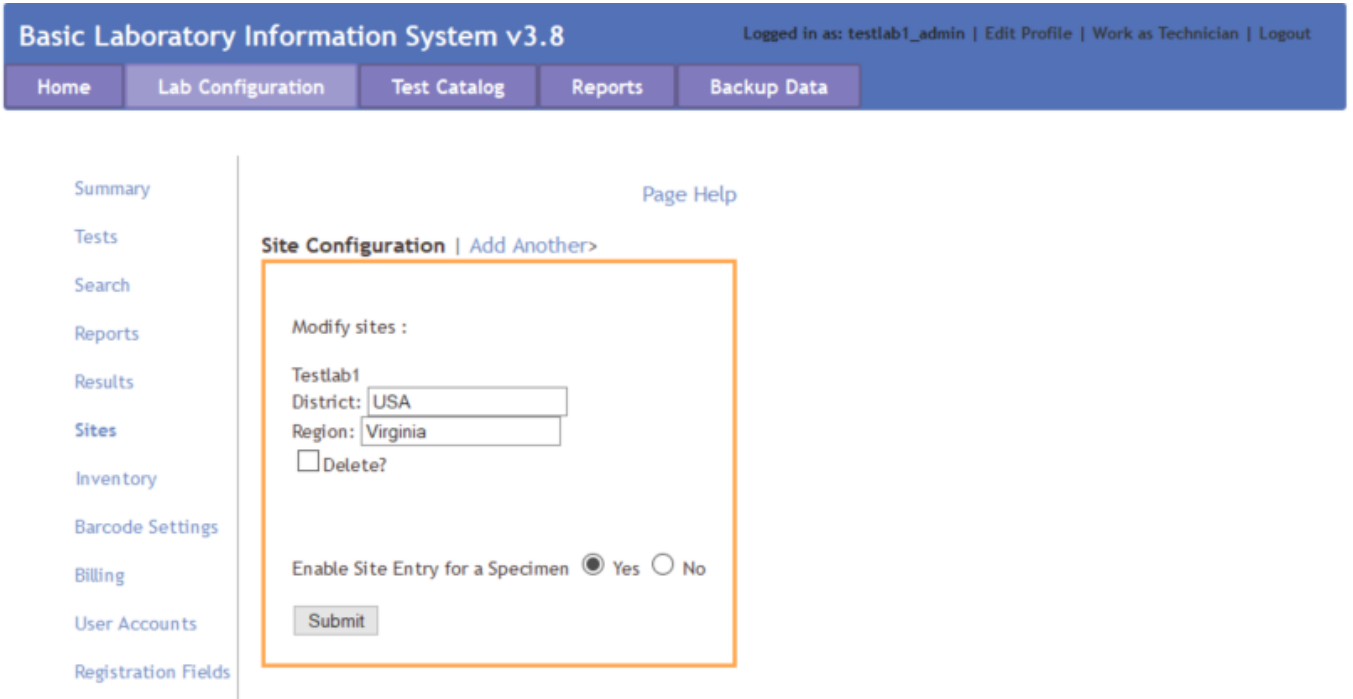 Basic Laboratory Information System v3.8
Logged in as: testlab1_admin | Edit Profile | Work as Technician | Logout
Home Lab Configuration Test Catalog Reports Backup Data
Summary
Tests
Search
Reports
Results
Sites
Inventory
Barcode Settings
Billing
User Accounts
Registration Fields
Page Help
Site Configuration | Add Another>
Modify sites :
Testlab1
District: USA
Region: Virginia
Delete?
Enable Site Entry for a Specimen Yes No
Submit